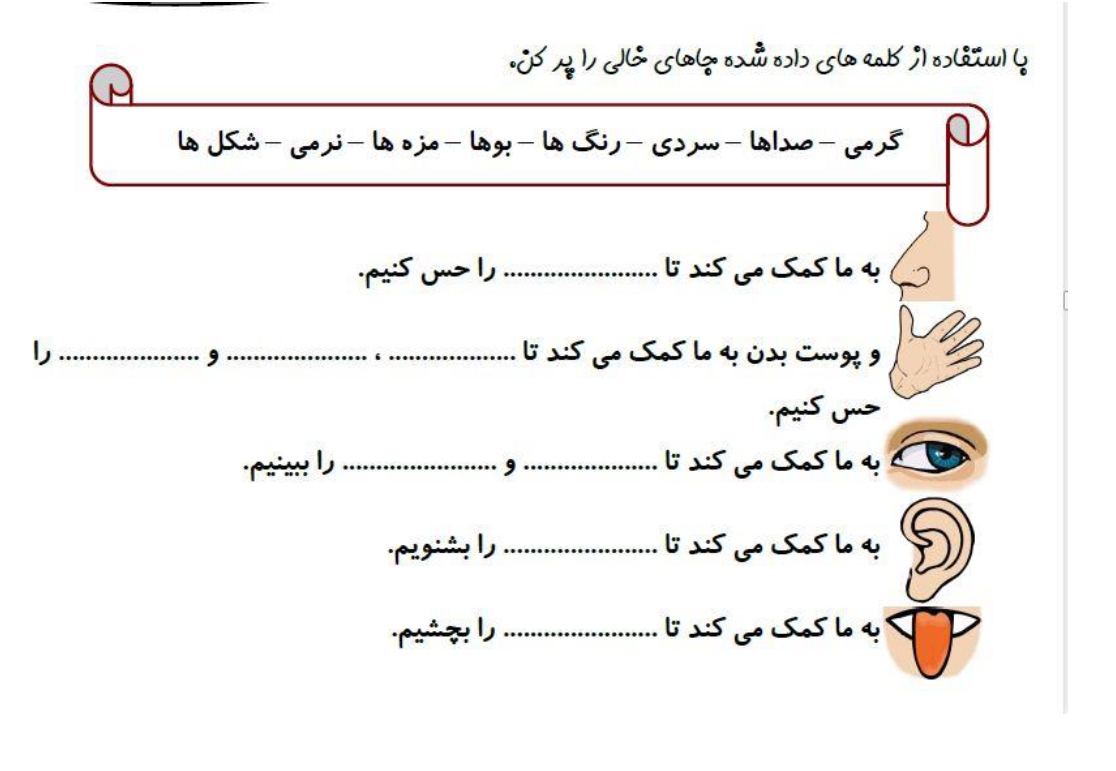 با استفاده از کلمه های داده شده جاهای خالی را پر کن.
گرمی – صداها – سردی – رنگ ها – بوها – مزه ها – نرمی – شکل ها
به ما کمک می کند تا ....................... را حس کنیم.
و پوست بدن به ما کمک می کند تا ................... ، ..................... و ..................... را
حس کنیم.
به ما کمک می کند تا .................... و ....................... را ببینیم.
به ما کمک می کند تا ....................... را بشنویم.
به ما کمک می کند تا ....................... را بچشیم.